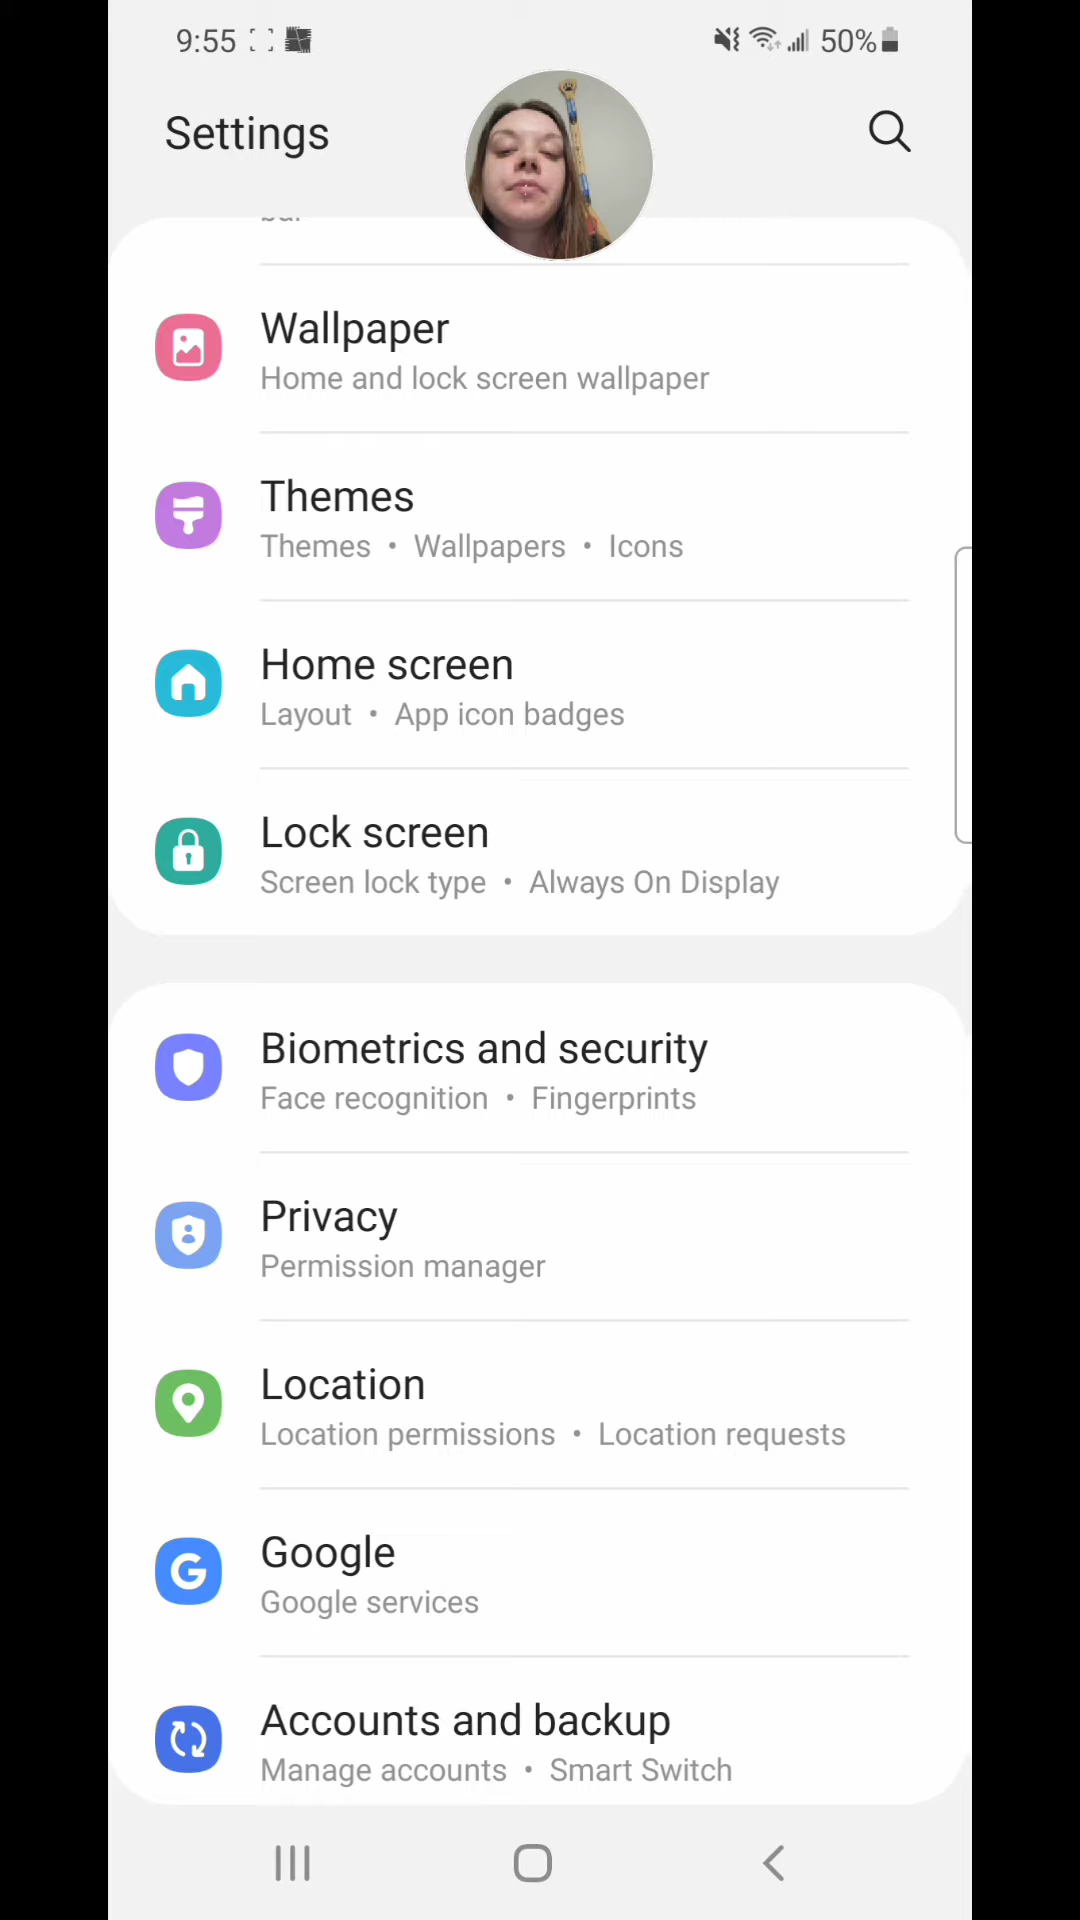 9:55 50%
Settings
Wallpaper
Home and lock screen wallpaper
Themes
Themes • Wallpapers • Icons
Home screen
Layout • App icon badges
Lock screen
Screen lock type • Always On Display
Biometrics and security
Face recognition • Fingerprints
Privacy
Permission manager
Location
Location permissions • Location requests
Google
Google services
Accounts and backup
Manage accounts • Smart Switch